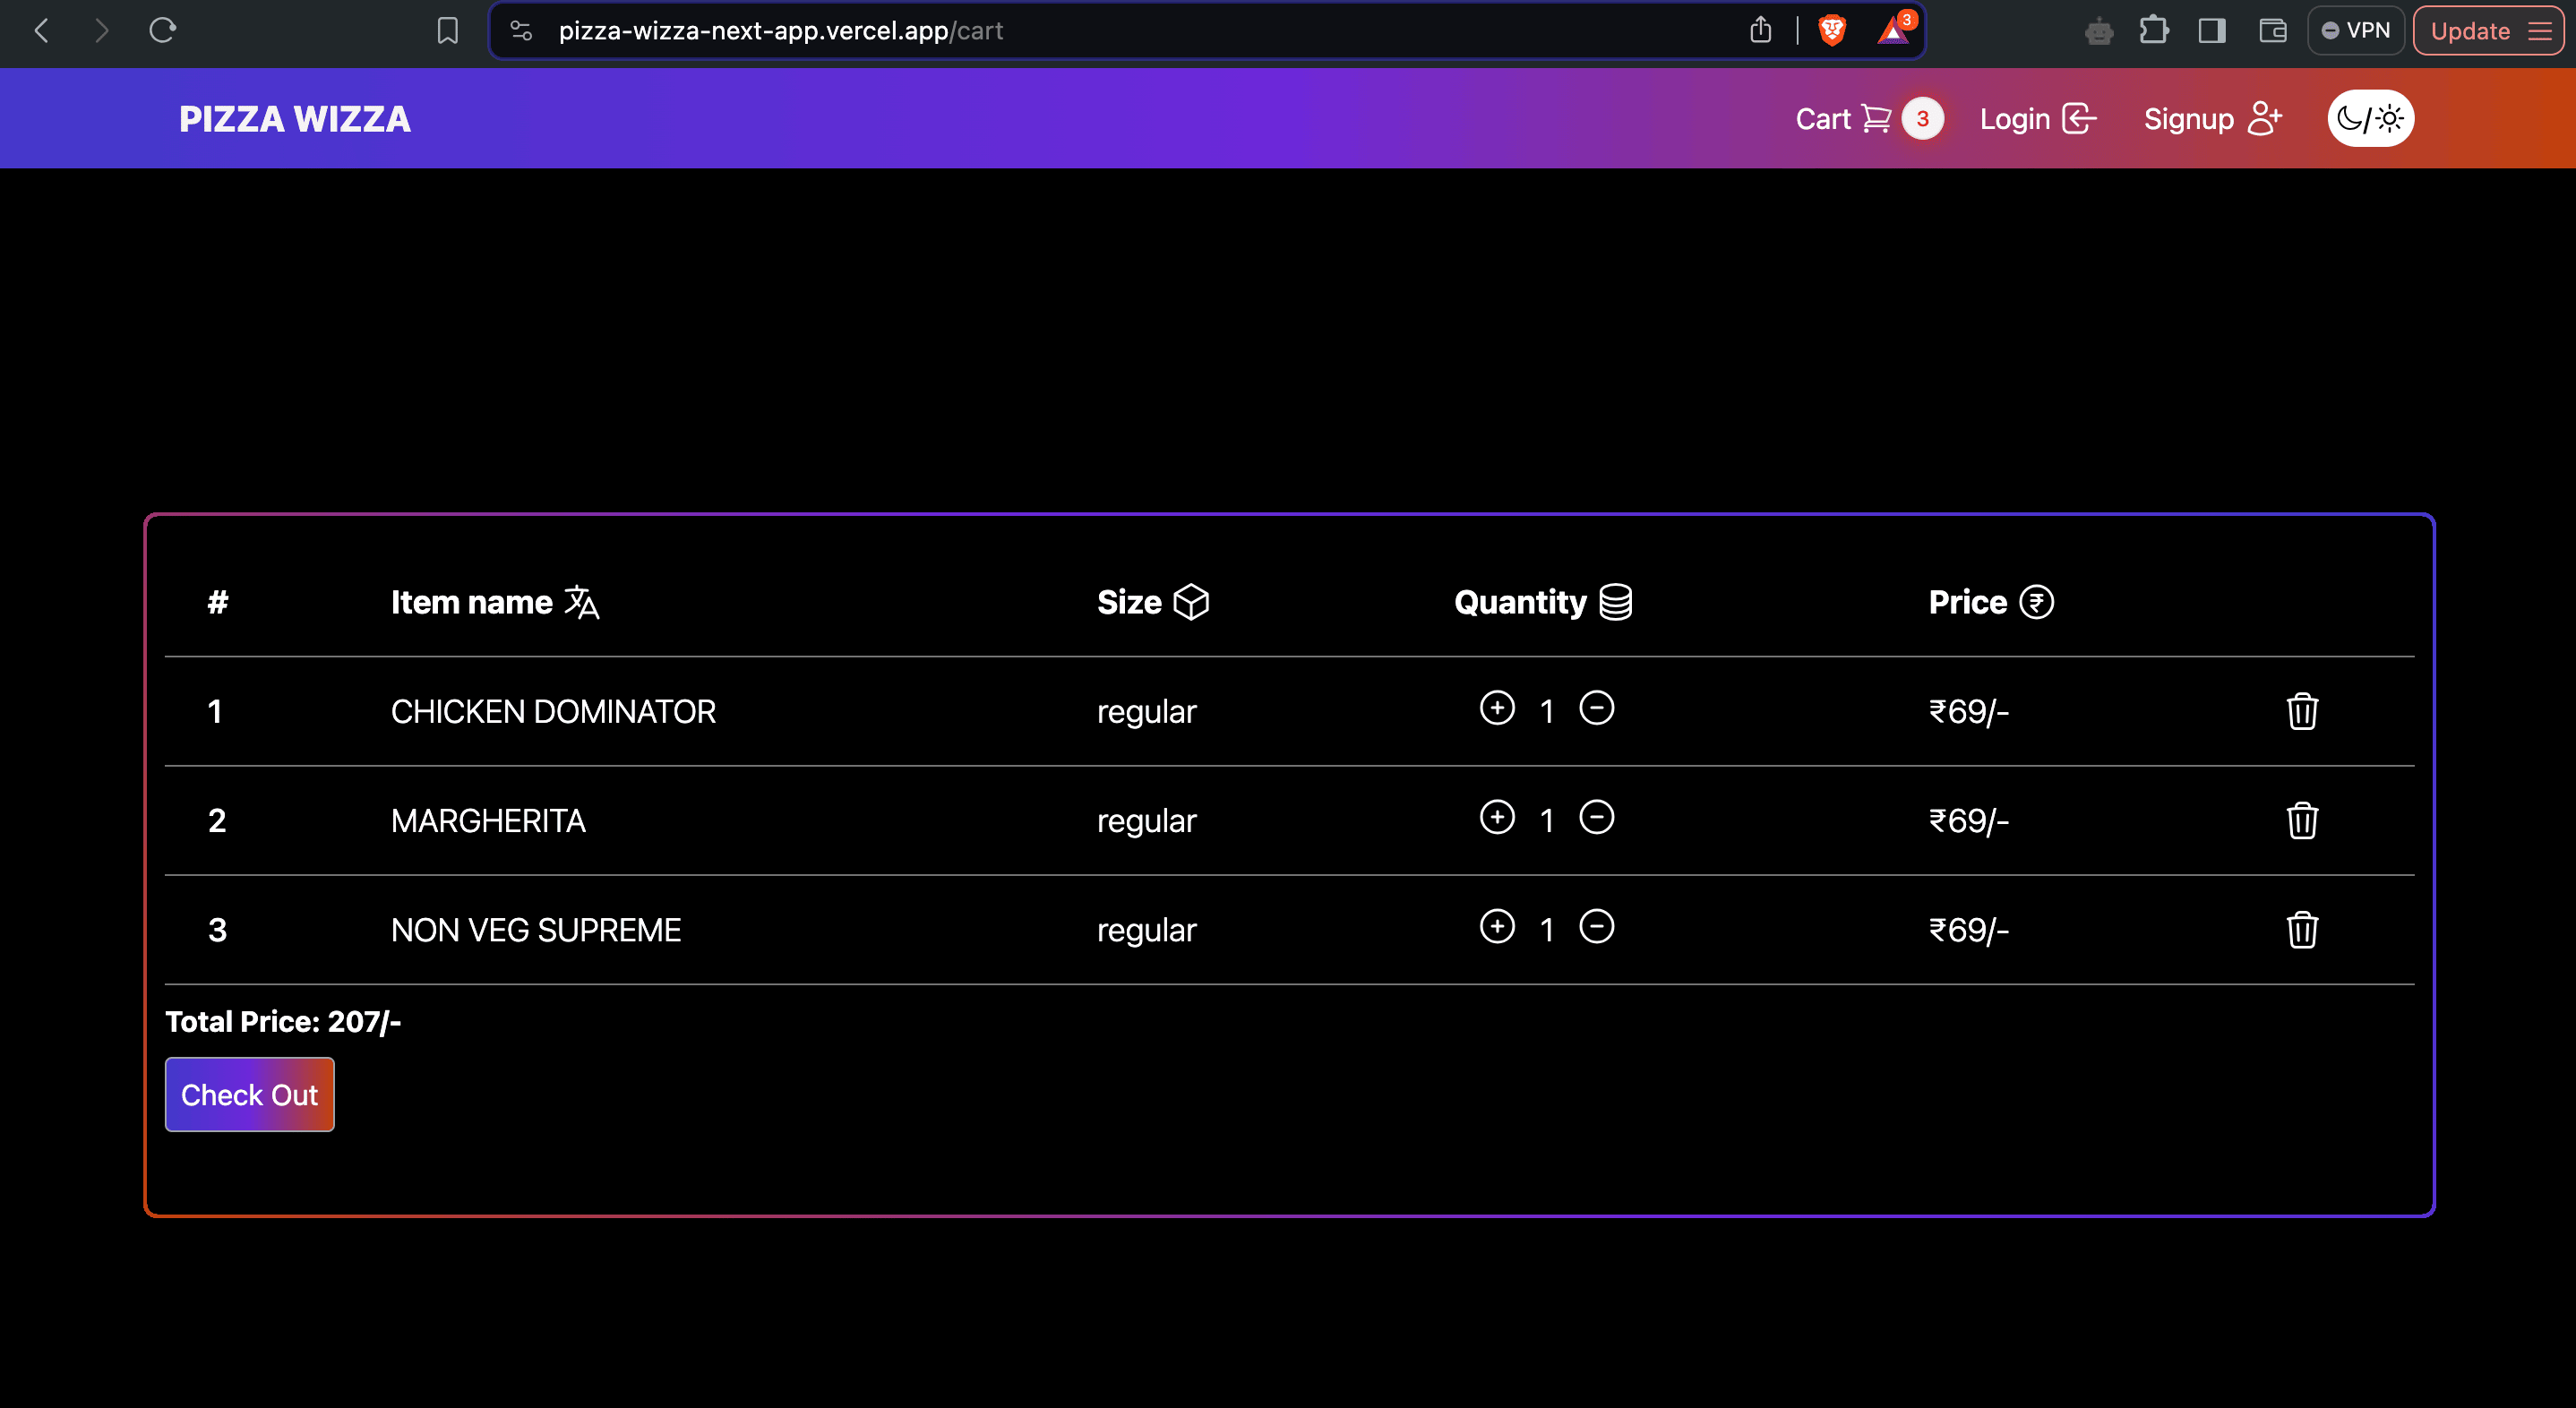 pizza-wizza-next-app.vercel.app/cart 3 VPN Update
PIZZA WIZZA Cart 3 Login Signup /
# Item name 文A Size Quantity Price ₹
1 CHICKEN DOMINATOR regular 1 ₹69/-
2 MARGHERITA regular 1 ₹69/-
3 NON VEG SUPREME regular 1 ₹69/-
Total Price: 207/-
Check Out